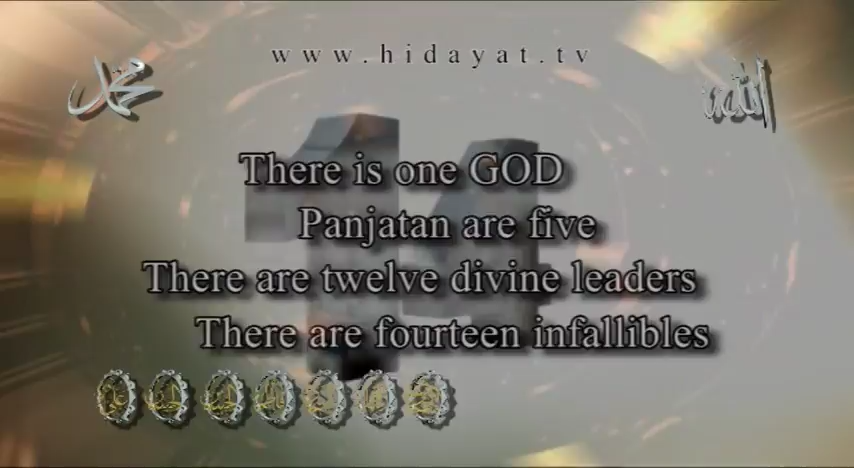 www.hidayat.tv
محمد
الله
14
There is one GOD
Panjatan are five
There are twelve divine leaders
There are fourteen infallibles